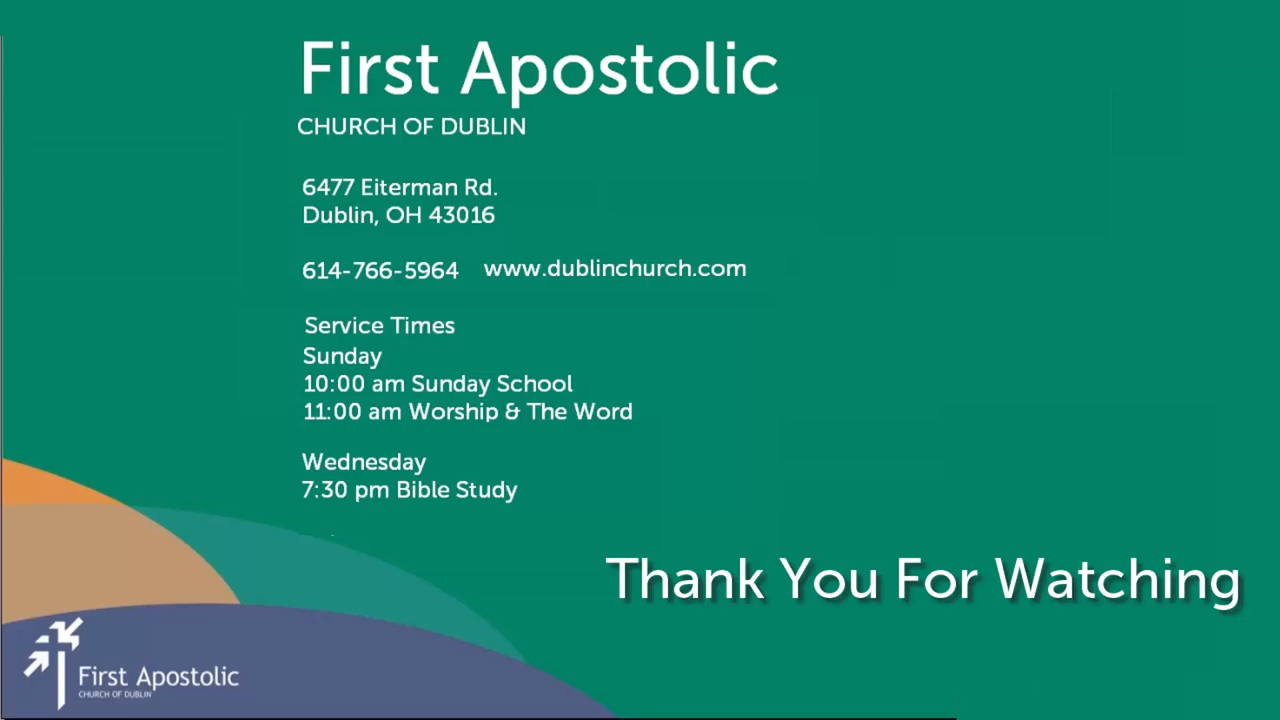 First Apostolic
CHURCH OF DUBLIN
6477 Eiterman Rd.
Dublin, OH 43016
614-766-5964 www.dublinchurch.com
Service Times
Sunday
10:00 am Sunday School
11:00 am Worship & The Word
Wednesday
7:30 pm Bible Study
Thank You For Watching
First Apostolic
CHURCH OF DUBLIN